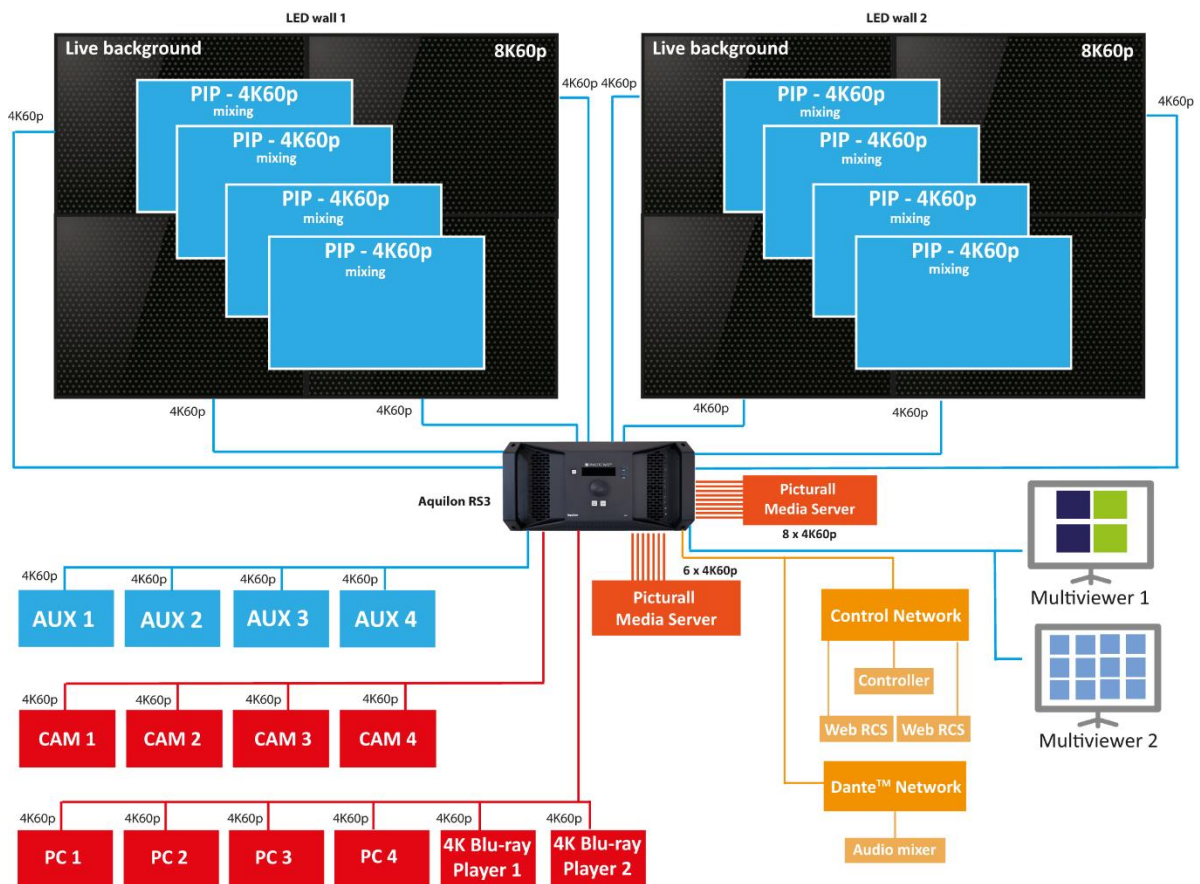 LED wall 1
LED wall 2
Live background
8K60p
PIP - 4K60p
mixing
PIP - 4K60p
mixing
PIP - 4K60p
mixing
PIP - 4K60p
mixing
Live background
8K60p
PIP - 4K60p
mixing
PIP - 4K60p
mixing
PIP - 4K60p
mixing
PIP - 4K60p
mixing
4K60p
4K60p
4K60p
4K60p
4K60p
4K60p
4K60p
4K60p
Aquilon RS3
Aquilon
Picturall
Media Server
8 x 4K60p
6 x 4K60p
Picturall
Media Server
4K60p
4K60p
4K60p
4K60p
AUX 1
AUX 2
AUX 3
AUX 4
4K60p
4K60p
4K60p
4K60p
CAM 1
CAM 2
CAM 3
CAM 4
4K60p
4K60p
4K60p
4K60p
4K60p
4K60p
PC 1
PC 2
PC 3
PC 4
4K Blu-ray
Player 1
4K Blu-ray
Player 2
Control Network
Controller
Web RCS
Web RCS
Dante™ Network
Audio mixer
Multiviewer 1
Multiviewer 2